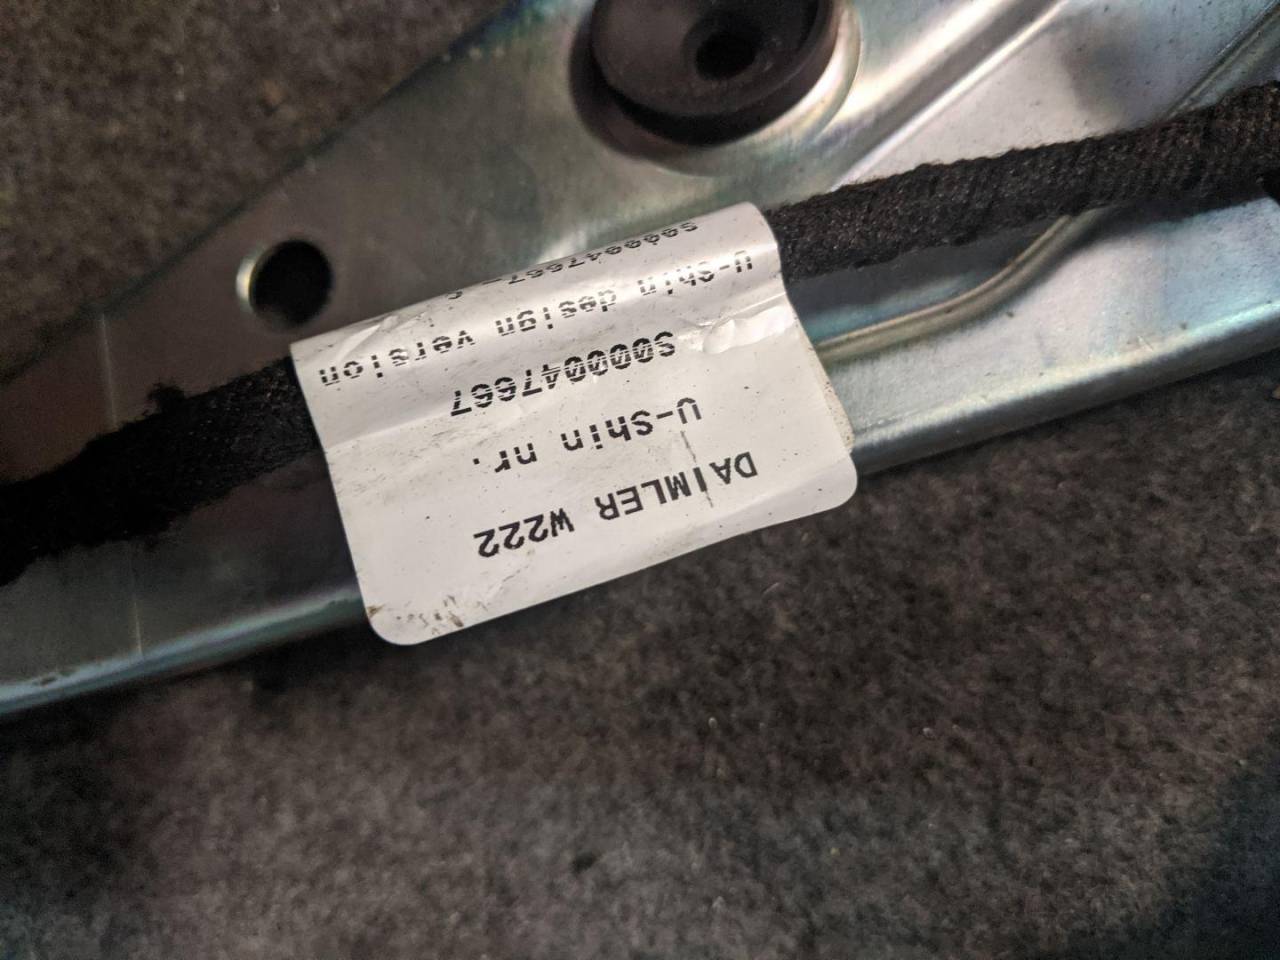 DAIMLER W222
U-Shin nr.
S000047667
U-Shin design version